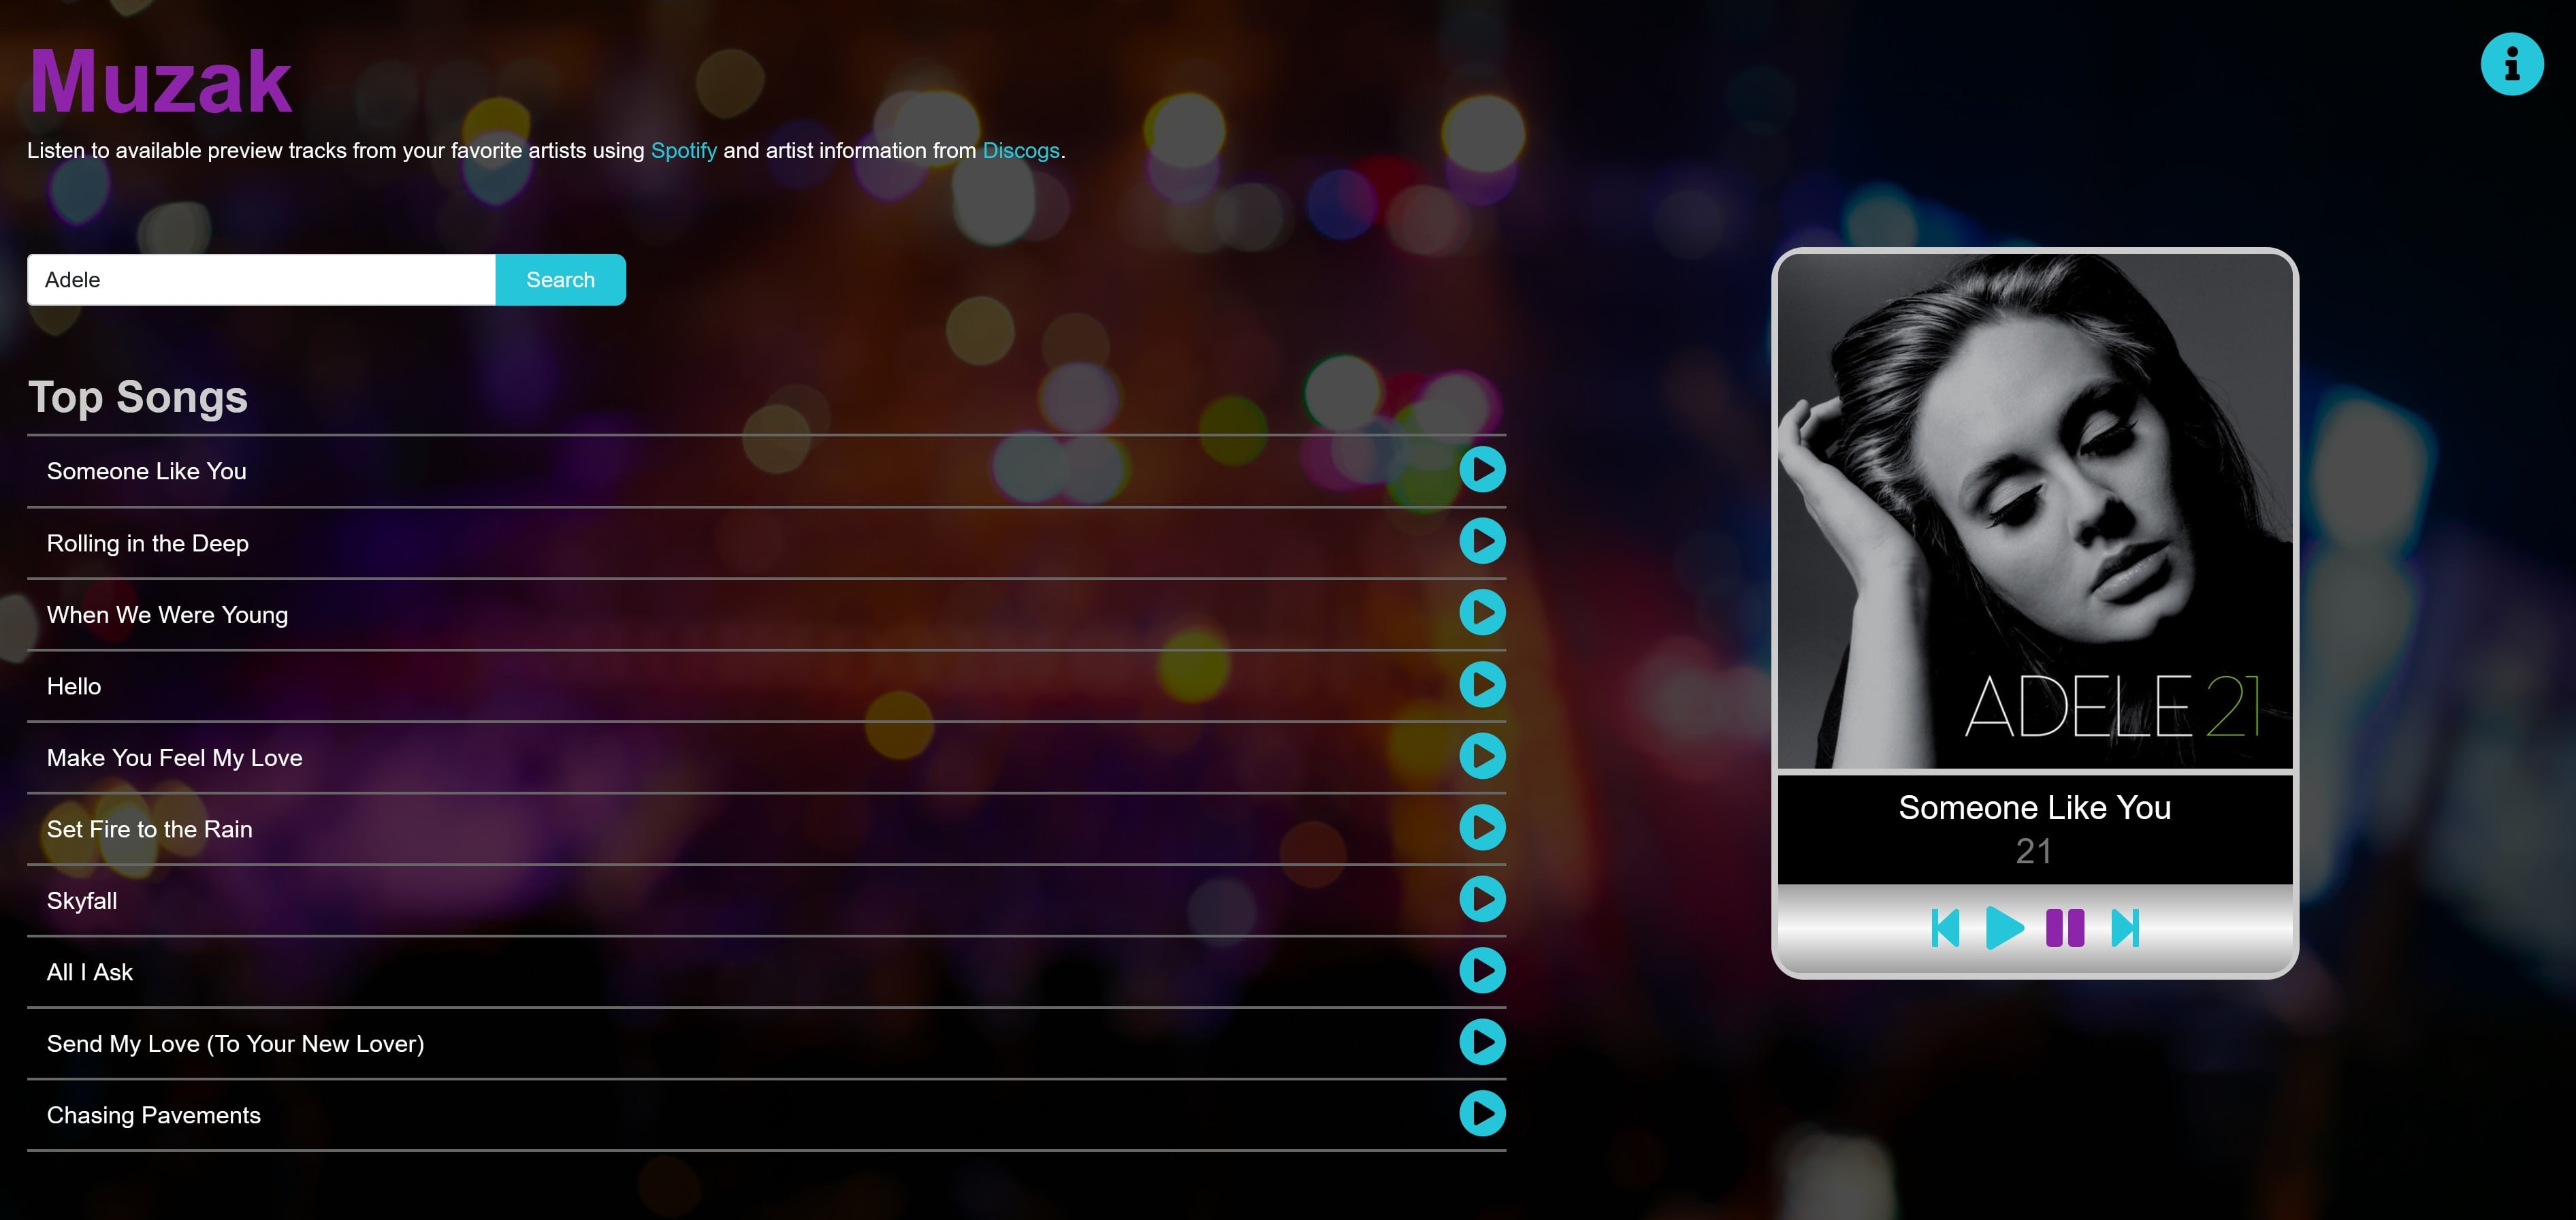 Muzak
Listen to available preview tracks from your favorite artists using Spotify and artist information from Discogs.
Adele
Search
Top Songs
Someone Like You
Rolling in the Deep
When We Were Young
Hello
Make You Feel My Love
Set Fire to the Rain
Skyfall
All I Ask
Send My Love (To Your New Lover)
Chasing Pavements
ADELE 21
Someone Like You
21